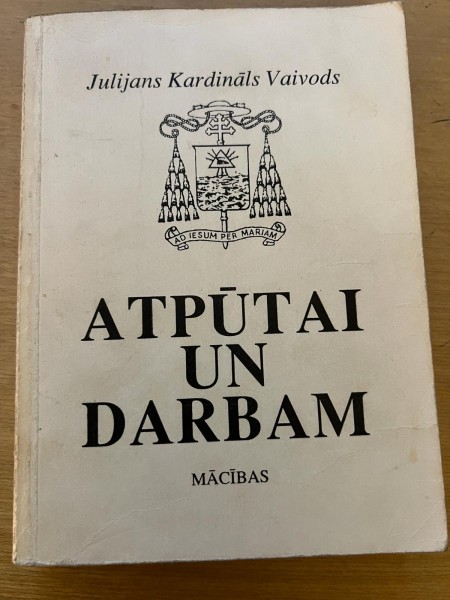 Julijans Kardināls Vaivods
AD IESUM PER MARIAM
ATPŪTAI
UN
DARBAM
MĀCĪBAS